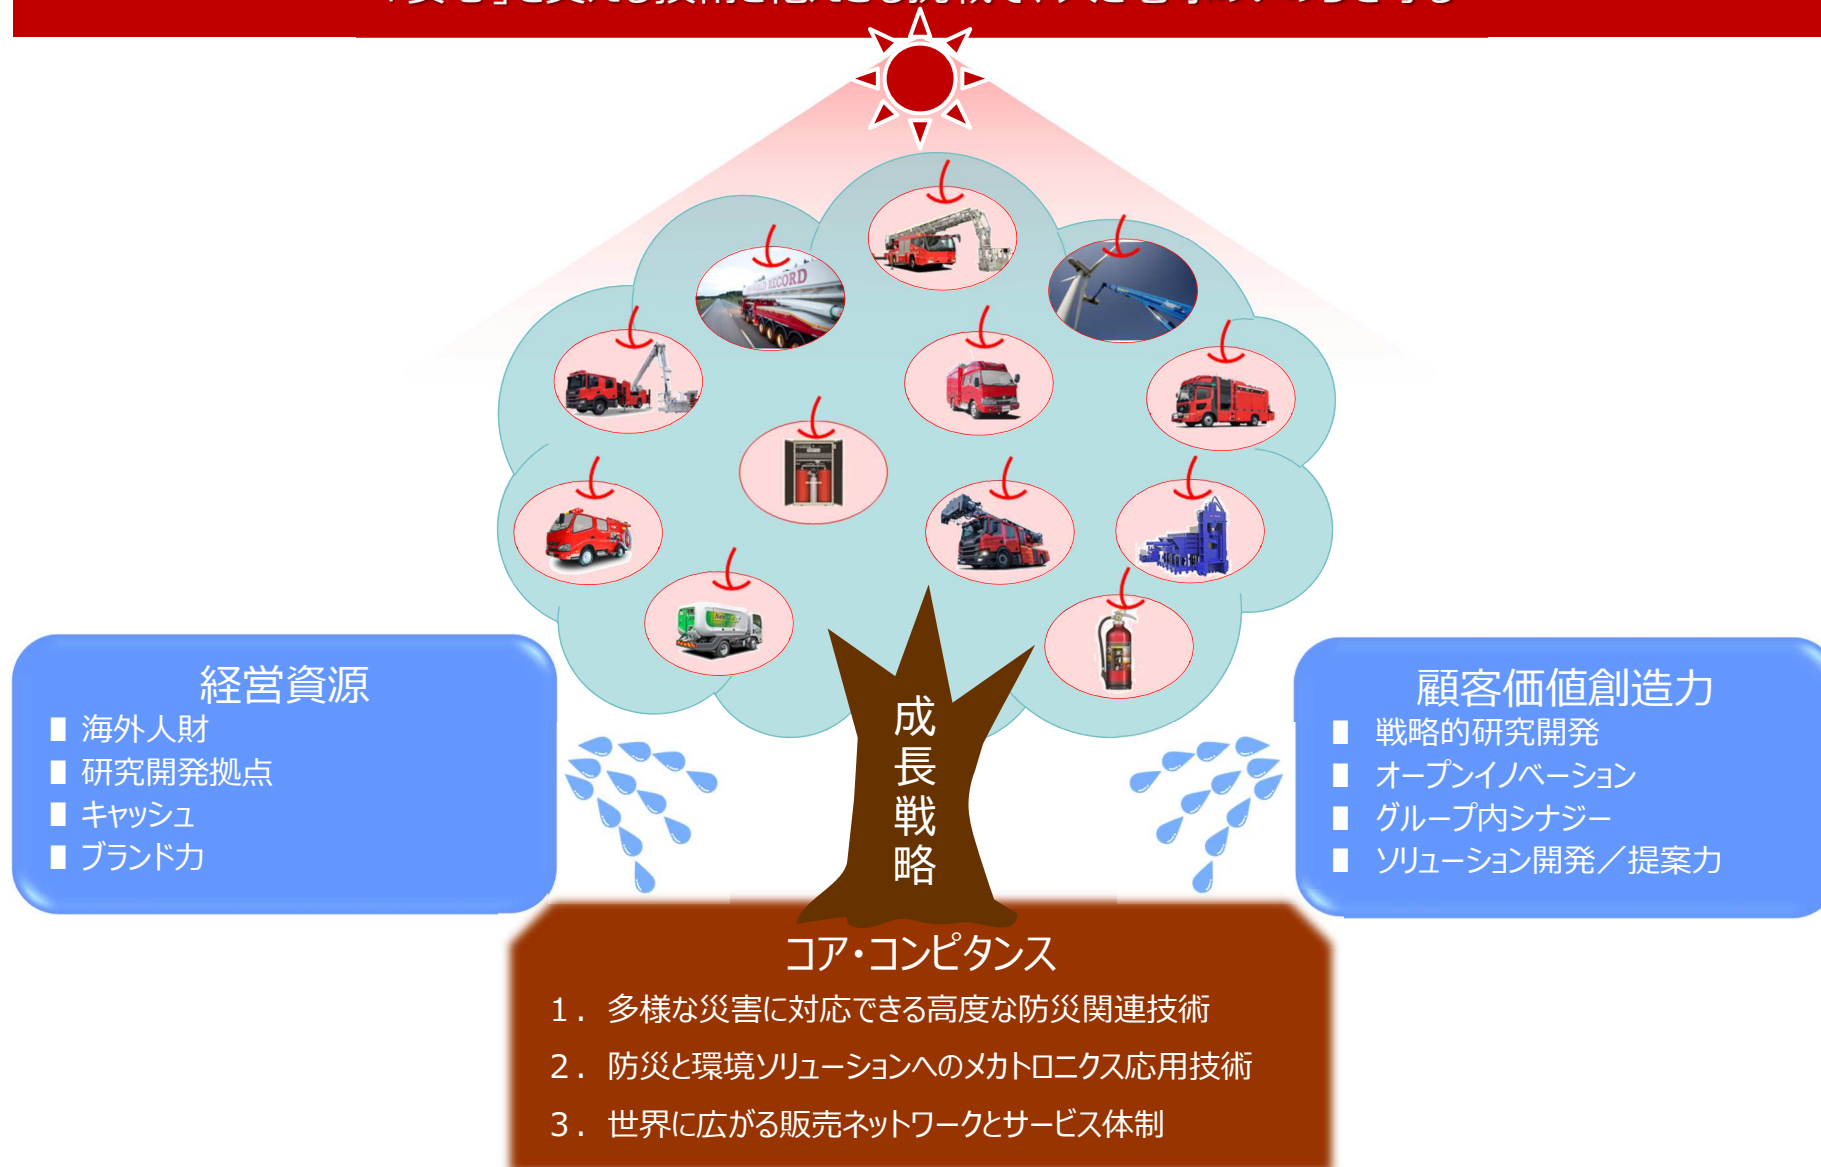 経営資源
■ 海外人財
■ 研究開発拠点
■ キャッシュ
■ ブランド力
RECORD
成長戦略
顧客価値創造力
■ 戦略的研究開発
■ オープンイノベーション
■ グループ内シナジー
■ ソリューション開発／提案力
コア・コンピタンス
１．多様な災害に対応できる高度な防災関連技術
２．防災と環境ソリューションへのメカトロニクス応用技術
３．世界に広がる販売ネットワークとサービス体制